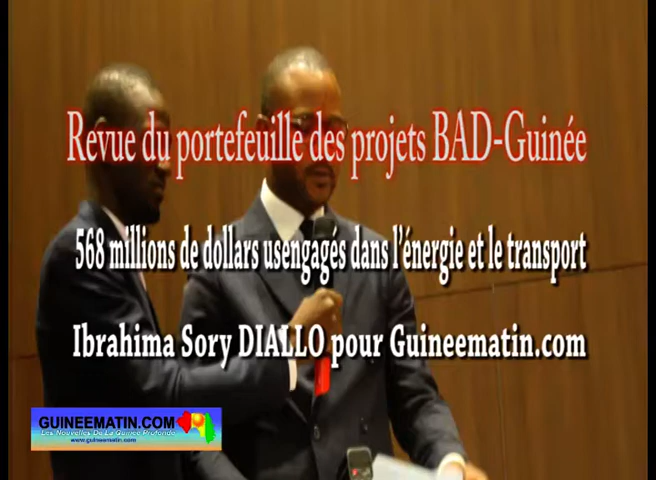 Revue du portefeuille des projets BAD-Guinée
568 millions de dollars usengagés dans l'énergie et le transport
Ibrahima Sory DIALLO pour Guineematin.com
GUINEEMATIN.COM
Les Nouvelles De La Guinée Profonde
www.guineematin.com